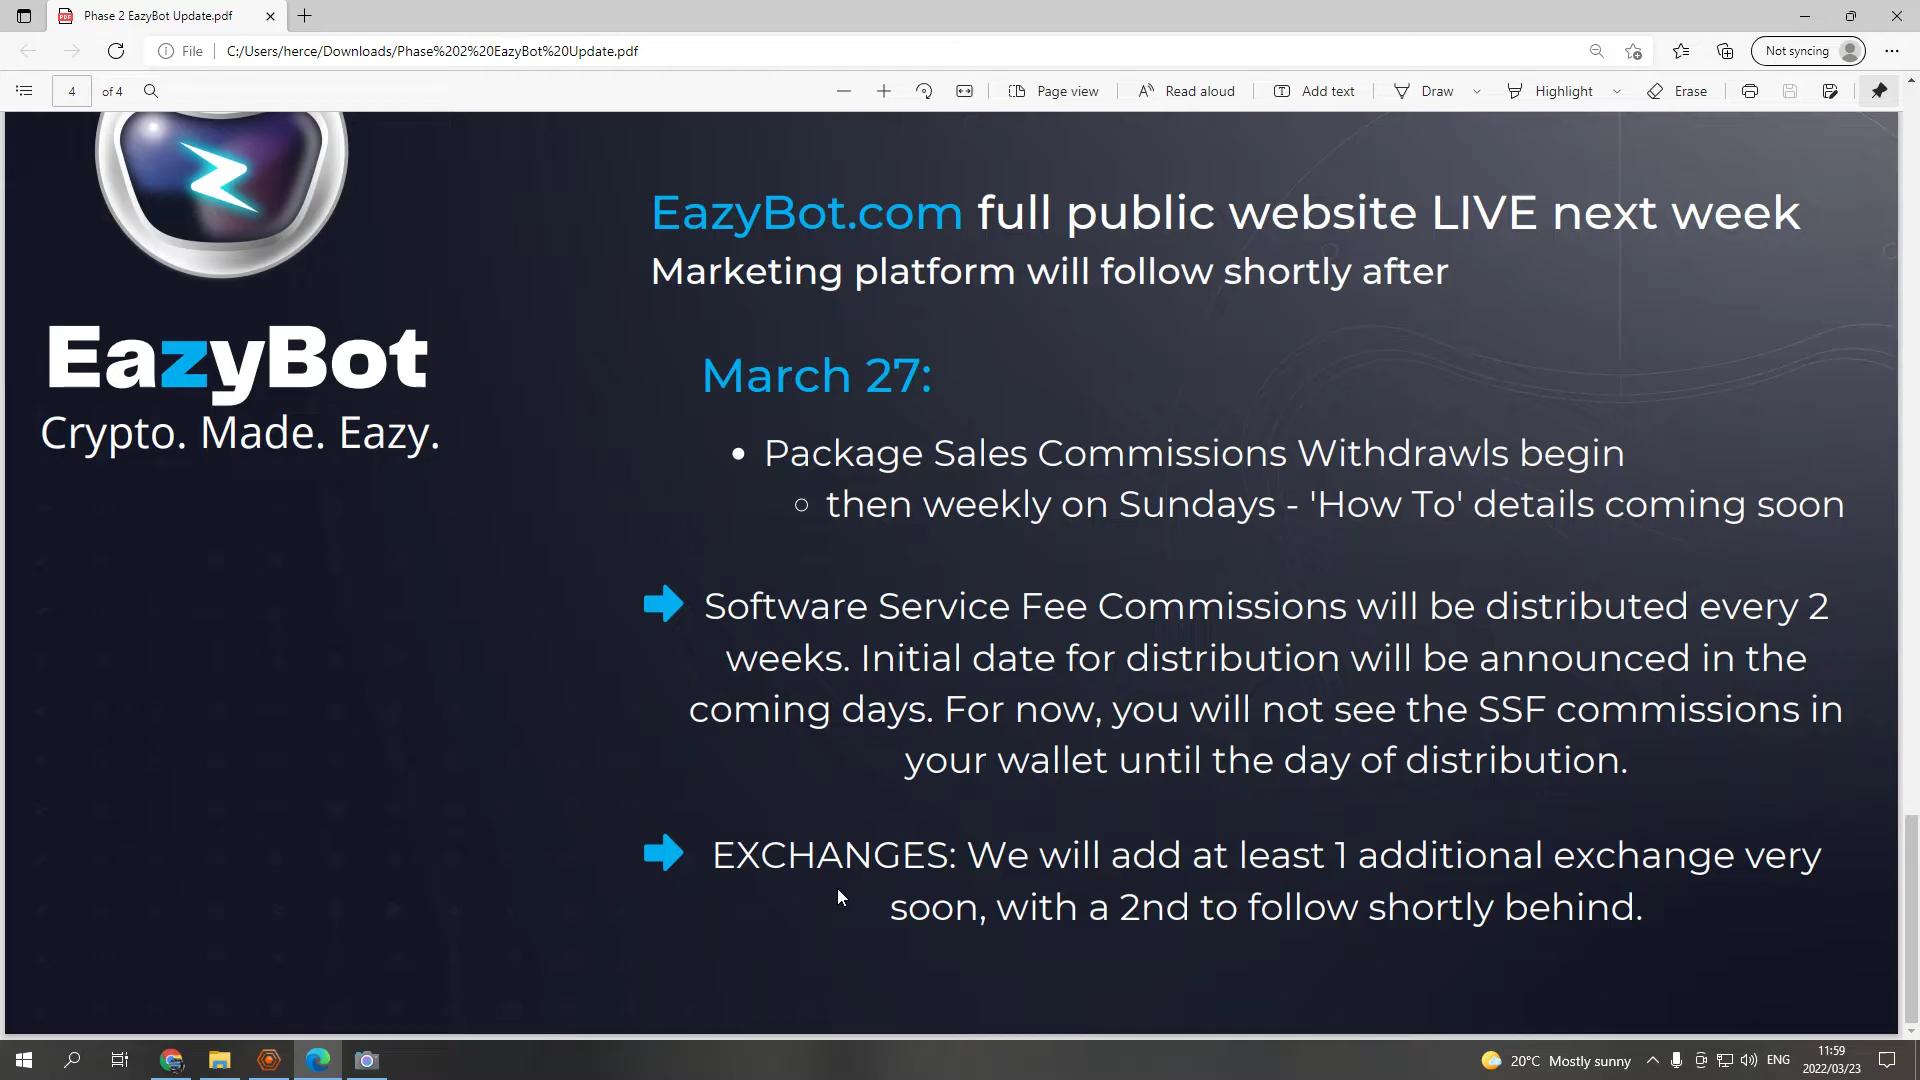 Phase 2 EazyBot Update.pdf
File
C:/Users/herce/Downloads/Phase%202%20EazyBot%20Update.pdf
Not syncing
4 of 4
Page view
Read aloud
Add text
Draw
Highlight
Erase
EazyBot.com full public website LIVE next week
Marketing platform will follow shortly after
EazyBot
Crypto. Made. Eazy.
March 27:
• Package Sales Commissions Withdrawls begin
○ then weekly on Sundays - 'How To' details coming soon
Software Service Fee Commissions will be distributed every 2
weeks. Initial date for distribution will be announced in the
coming days. For now, you will not see the SSF commissions in
your wallet until the day of distribution.
EXCHANGES: We will add at least 1 additional exchange very
soon, with a 2nd to follow shortly behind.
20°C Mostly sunny
ENG
11:59
2022/03/23